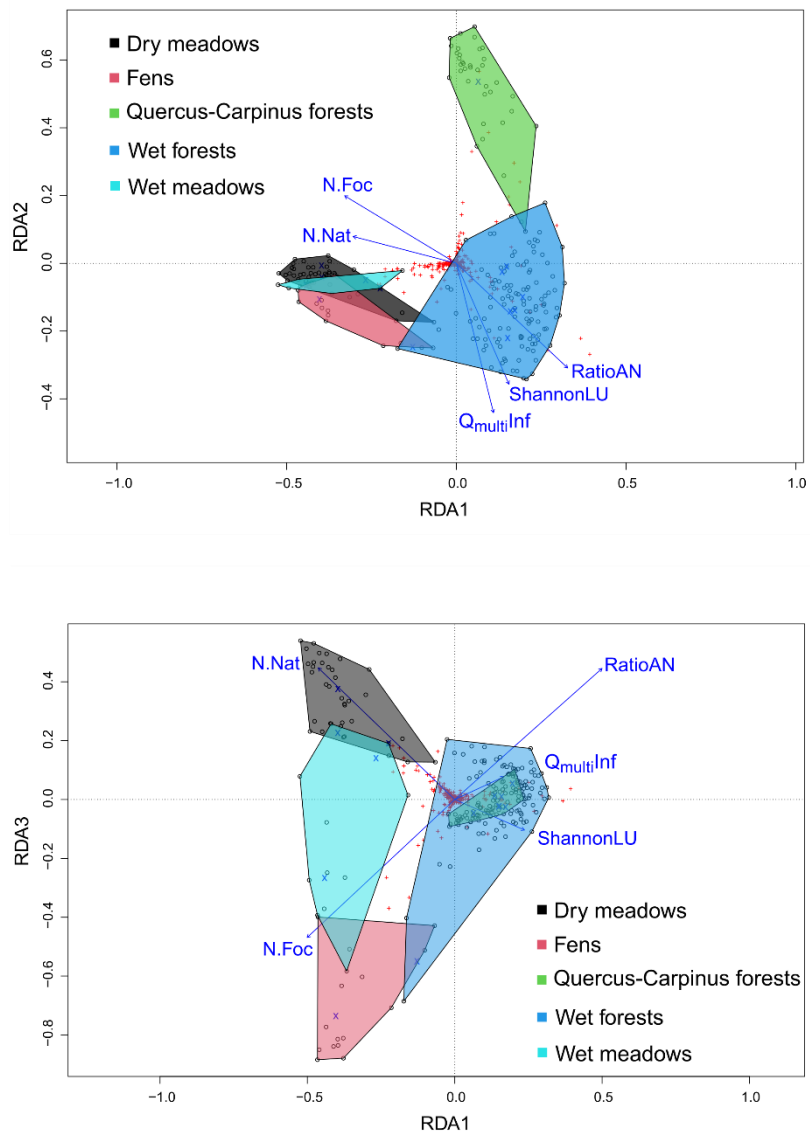 Dry meadows
Fens
Quercus-Carpinus forests
Wet forests
Wet meadows
N.Foc
N.Nat
RatioAN
ShannonLU
QmultiInf
RDA2
0.6
0.4
0.2
0.0
−0.2
−0.4
−1.0 −0.5 0.0 0.5 1.0
RDA1
N.Nat
RatioAN
QmultiInf
ShannonLU
N.Foc
Dry meadows
Fens
Quercus-Carpinus forests
Wet forests
Wet meadows
RDA3
0.4
0.2
0.0
−0.2
−0.4
−0.6
−0.8
−1.0 −0.5 0.0 0.5 1.0
RDA1